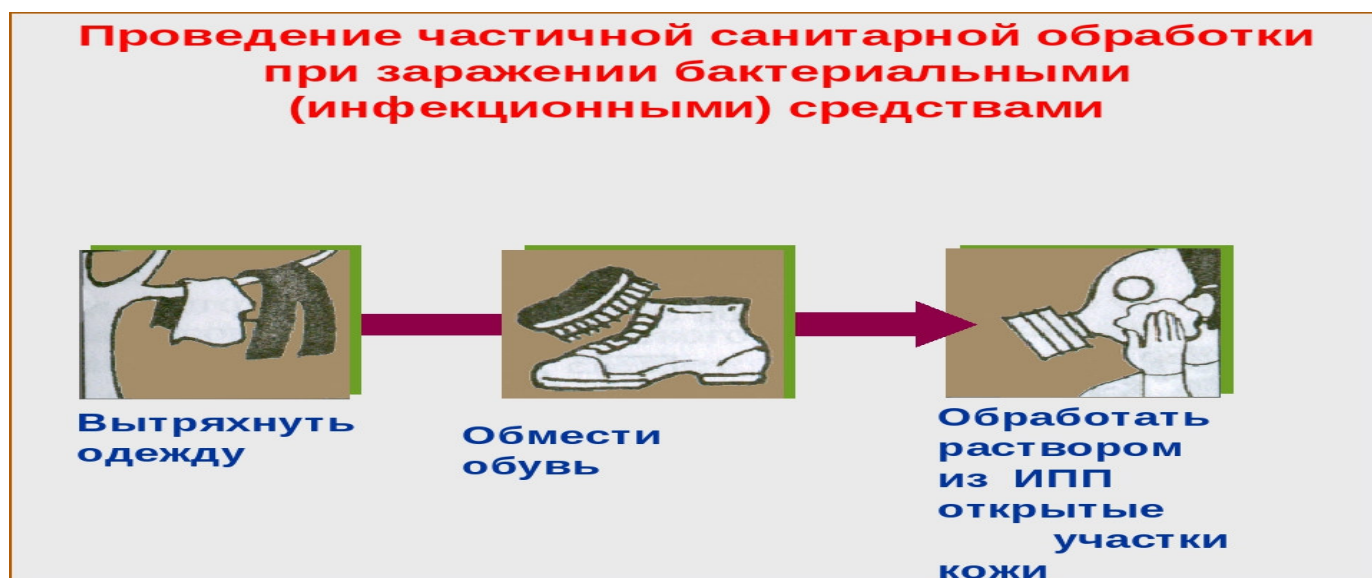 Проведение частичной санитарной обработки
при заражении бактериальными
(инфекционными) средствами
Вытряхнуть
одежду
Обмести
обувь
Обработать
раствором
из ИПП
открытые
участки
кожи